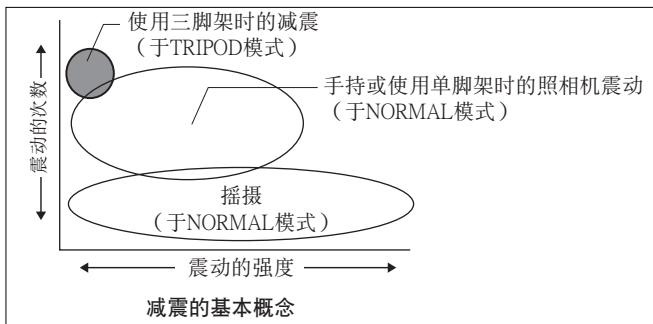 使用三脚架时的减震
（于TRIPOD模式）
手持或使用单脚架时的照相机震动
（于NORMAL模式）
震动的次数
摇摄
（于NORMAL模式）
震动的强度
减震的基本概念